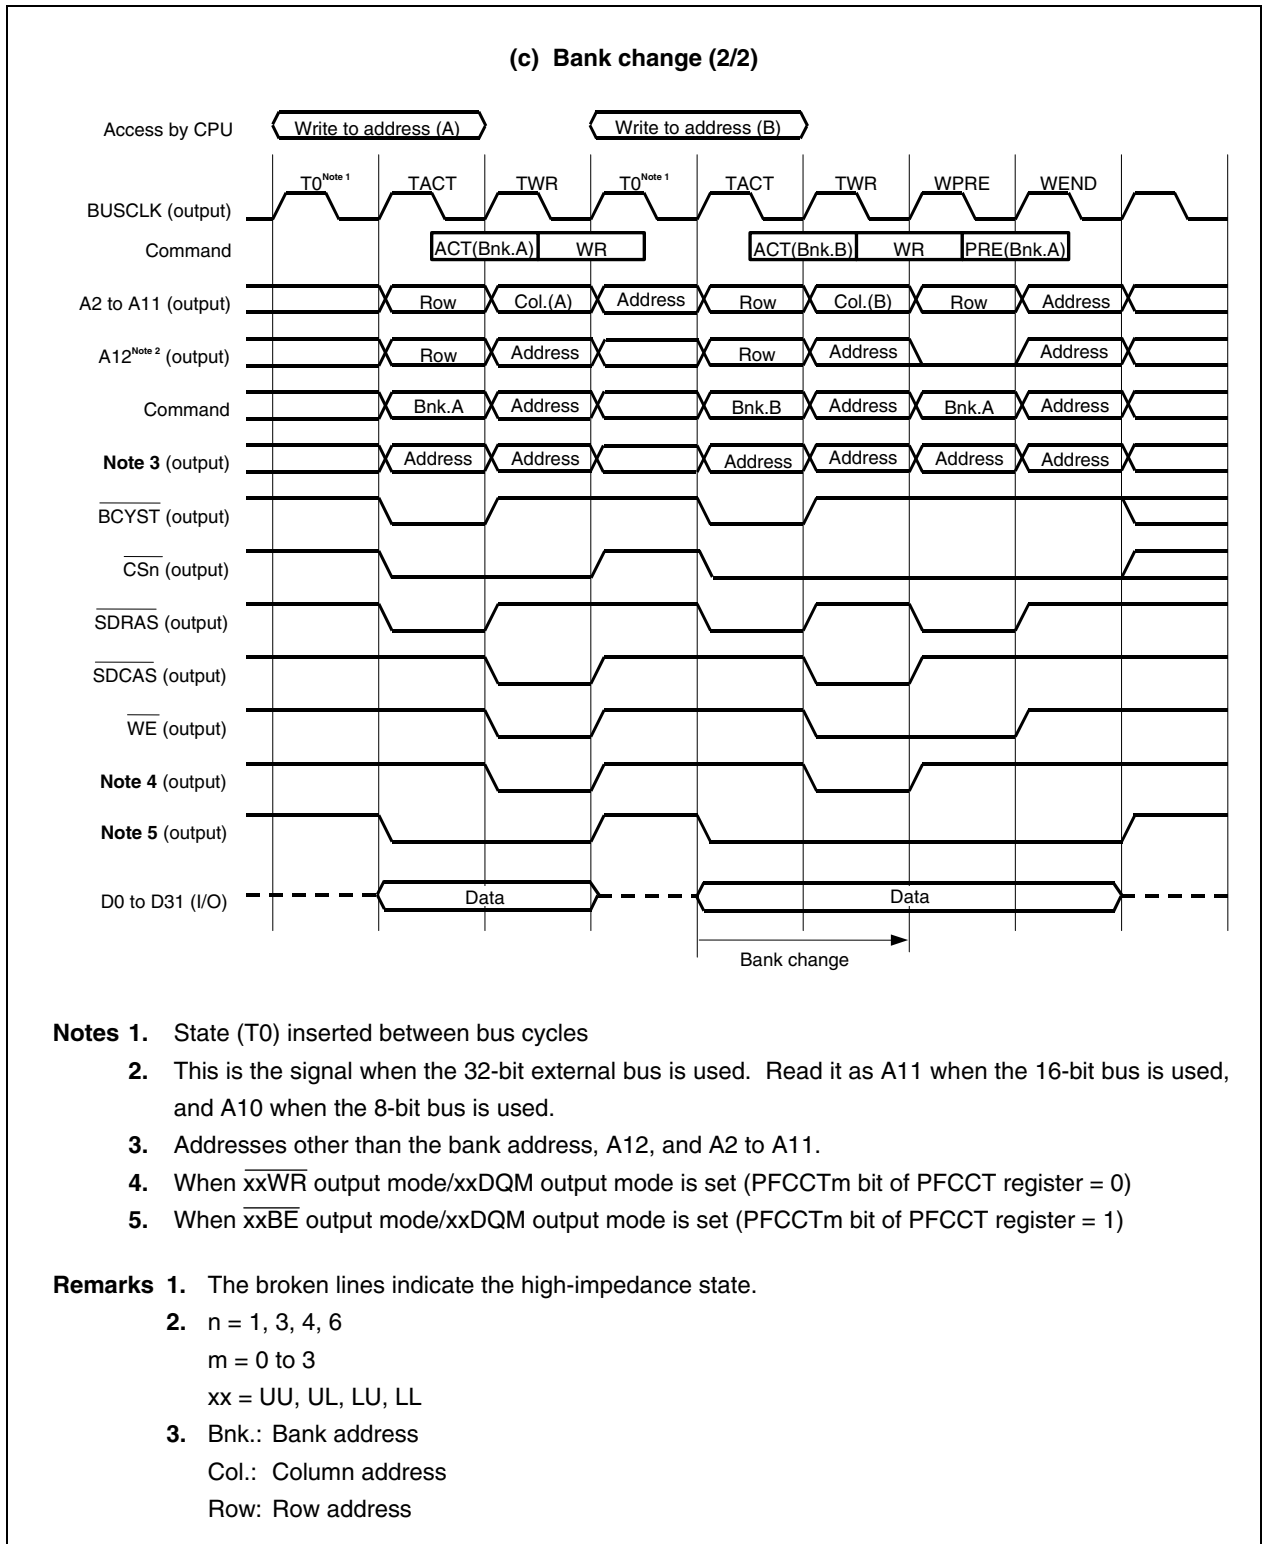 (c) Bank change (2/2)
Access by CPU Write to address (A) Write to address (B)
T0Note 1 TACT TWR T0Note 1 TACT TWR WPRE WEND
BUSCLK (output)
Command ACT(Bnk.A) WR ACT(Bnk.B) WR PRE(Bnk.A)
A2 to A11 (output) Row Col.(A) Address Row Col.(B) Row Address
A12Note 2 (output) Row Address Row Address Address
Command Bnk.A Address Bnk.B Address Bnk.A Address
Note 3 (output) Address Address Address Address Address Address
BCYST (output)
CSn (output)
SDRAS (output)
SDCAS (output)
WE (output)
Note 4 (output)
Note 5 (output)
D0 to D31 (I/O) Data Data
Bank change
Notes 1. State (T0) inserted between bus cycles
2. This is the signal when the 32-bit external bus is used. Read it as A11 when the 16-bit bus is used,
and A10 when the 8-bit bus is used.
3. Addresses other than the bank address, A12, and A2 to A11.
4. When xxWR output mode/xxDQM output mode is set (PFCCTm bit of PFCCT register = 0)
5. When xxBE output mode/xxDQM output mode is set (PFCCTm bit of PFCCT register = 1)
Remarks 1. The broken lines indicate the high-impedance state.
2. n = 1, 3, 4, 6
m = 0 to 3
xx = UU, UL, LU, LL
3. Bnk.: Bank address
Col.: Column address
Row: Row address